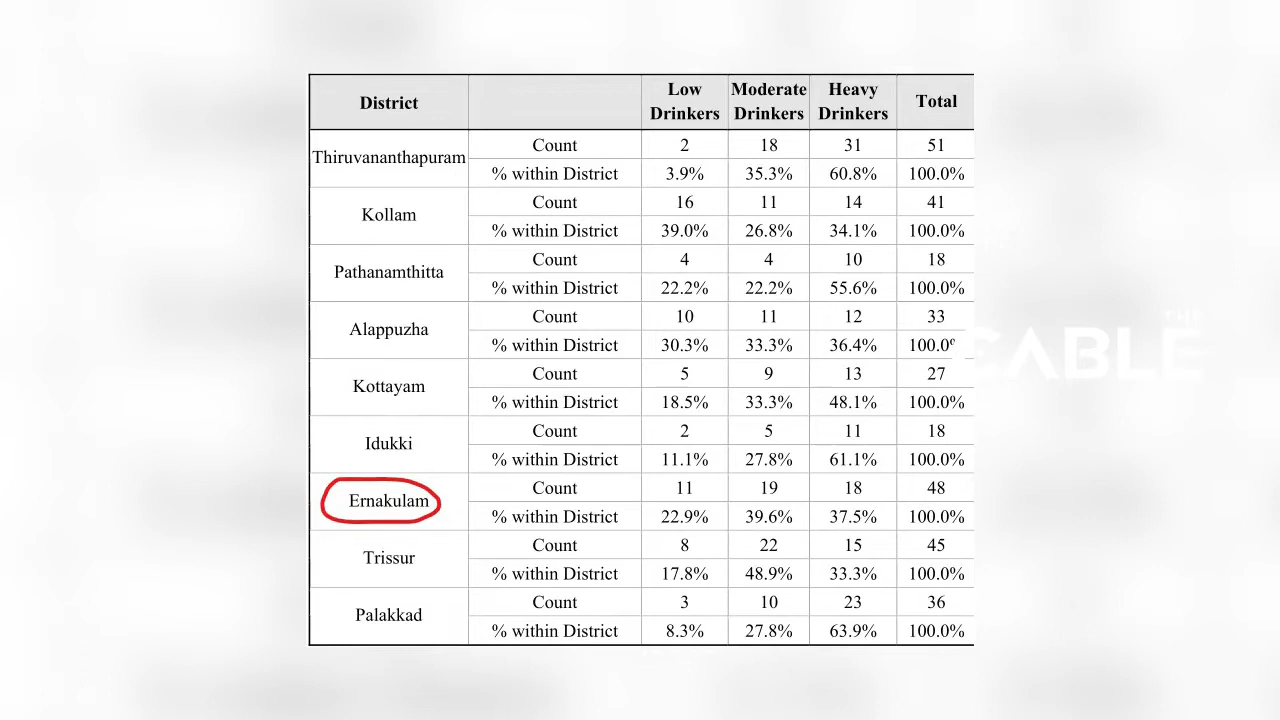 District Low Drinkers Moderate Drinkers Heavy Drinkers Total
Thiruvananthapuram Count 2 18 31 51
% within District 3.9% 35.3% 60.8% 100.0%
Kollam Count 16 11 14 41
% within District 39.0% 26.8% 34.1% 100.0%
Pathanamthitta Count 4 4 10 18
% within District 22.2% 22.2% 55.6% 100.0%
Alappuzha Count 10 11 12 33
% within District 30.3% 33.3% 36.4% 100.0
Kottayam Count 5 9 13 27
% within District 18.5% 33.3% 48.1% 100.0%
Idukki Count 2 5 11 18
% within District 11.1% 27.8% 61.1% 100.0%
Ernakulam Count 11 19 18 48
% within District 22.9% 39.6% 37.5% 100.0%
Trissur Count 8 22 15 45
% within District 17.8% 48.9% 33.3% 100.0%
Palakkad Count 3 10 23 36
% within District 8.3% 27.8% 63.9% 100.0%
THE
CABLE